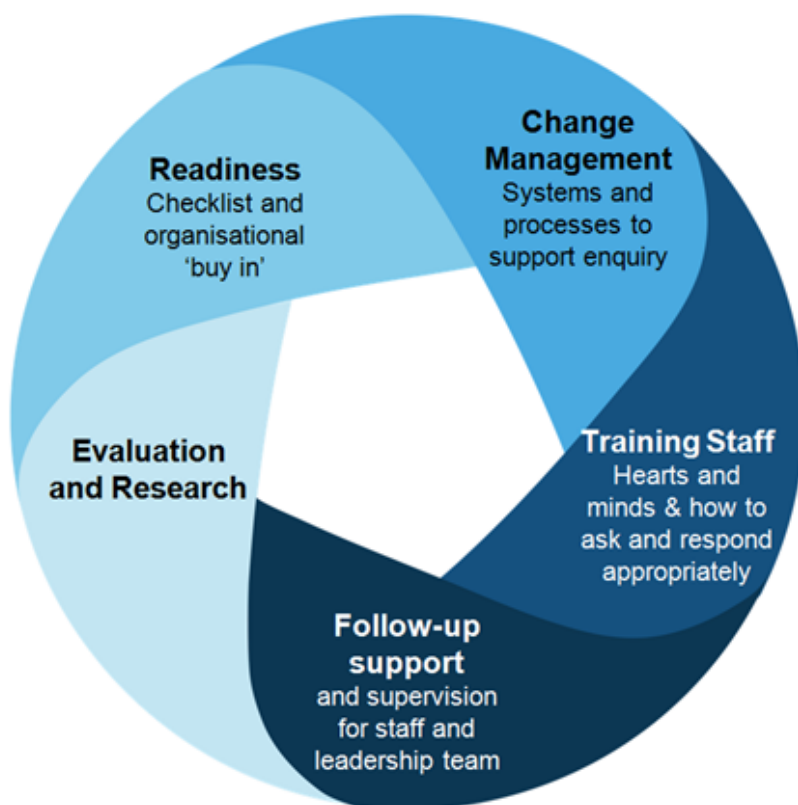 Readiness
Checklist and
organisational
‘buy in’
Change
Management
Systems and
processes to
support enquiry
Training Staff
Hearts and
minds & how to
ask and respond
appropriately
Follow-up
support
and supervision
for staff and
leadership team
Evaluation
and Research